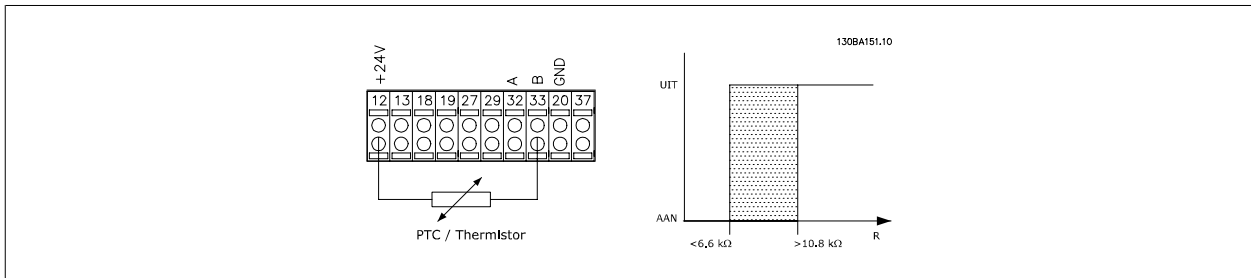 130BA151.10
+24V
A
B
GND
12 13 18 19 27 29 32 33 20 37
PTC / Thermistor
UIT
AAN
R
<6.6 kΩ
>10.8 kΩ